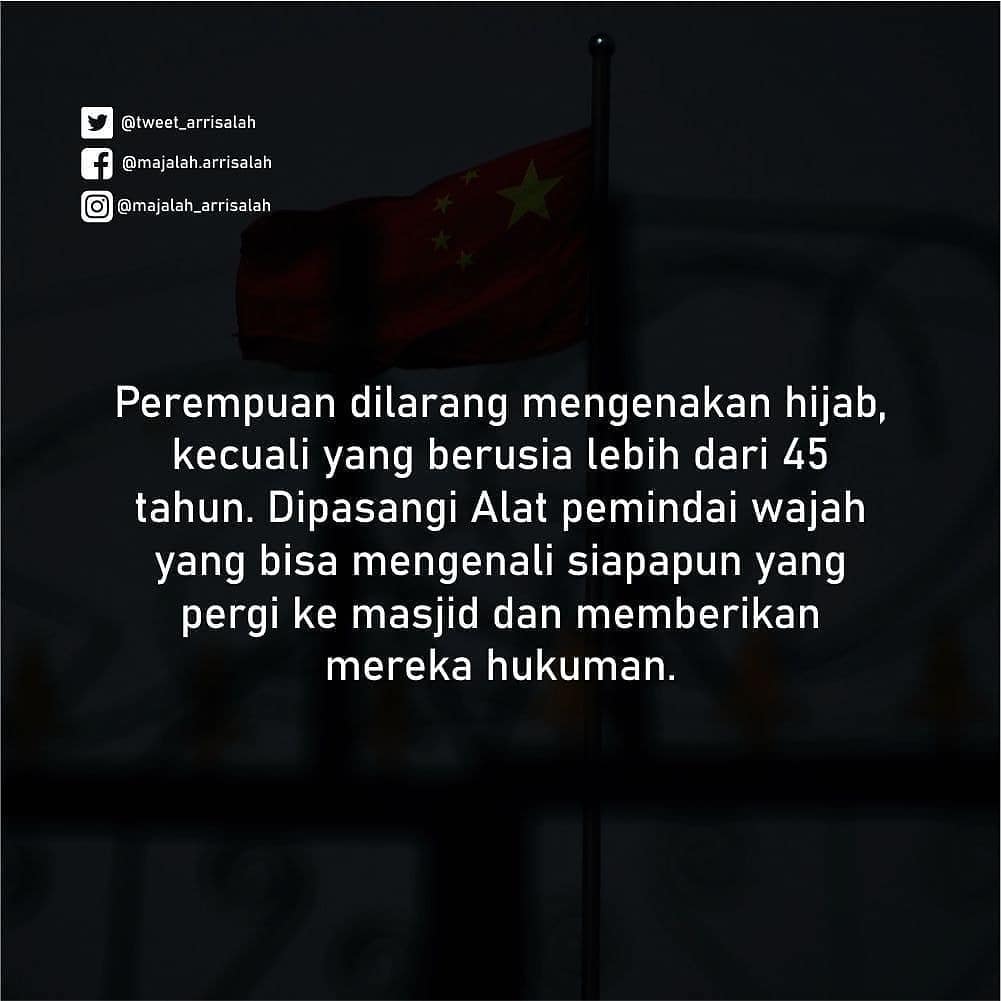 @tweet_arrisalah
@majalah.arrisalah
@majalah_arrisalah
Perempuan dilarang mengenakan hijab,
kecuali yang berusia lebih dari 45
tahun. Dipasangi Alat pemindai wajah
yang bisa mengenali siapapun yang
pergi ke masjid dan memberikan
mereka hukuman.